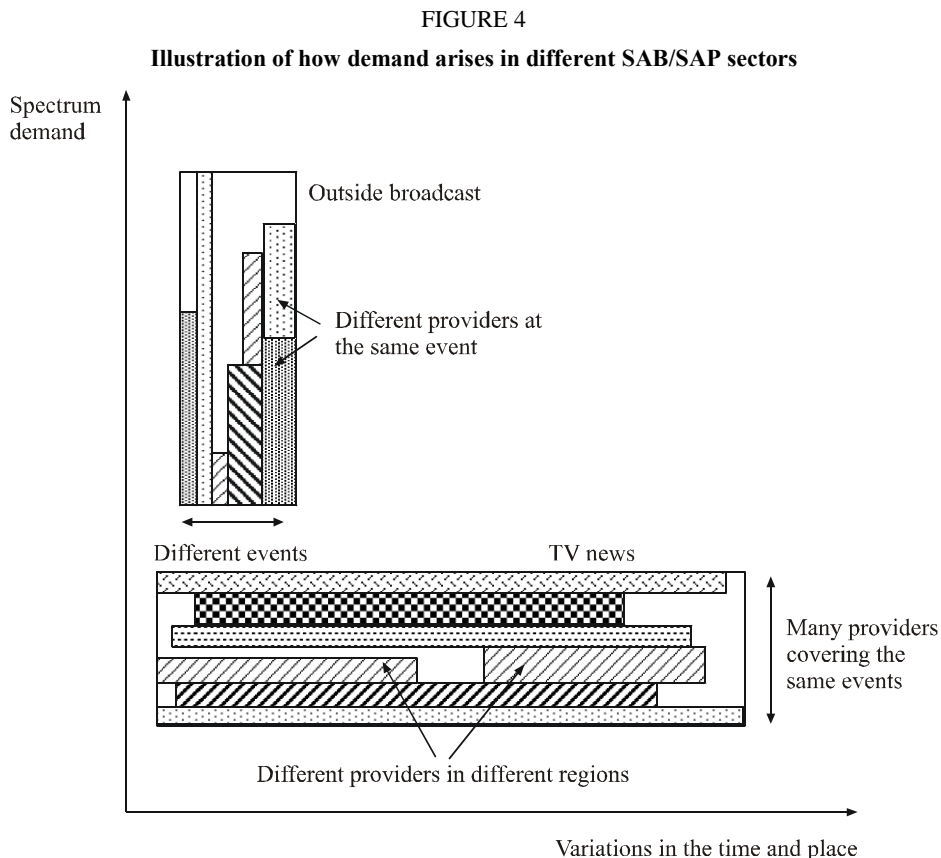 FIGURE 4
Illustration of how demand arises in different SAB/SAP sectors
Spectrum
demand
Outside broadcast
Different providers at
the same event
Different events
TV news
Many providers
covering the
same events
Different providers in different regions
Variations in the time and place